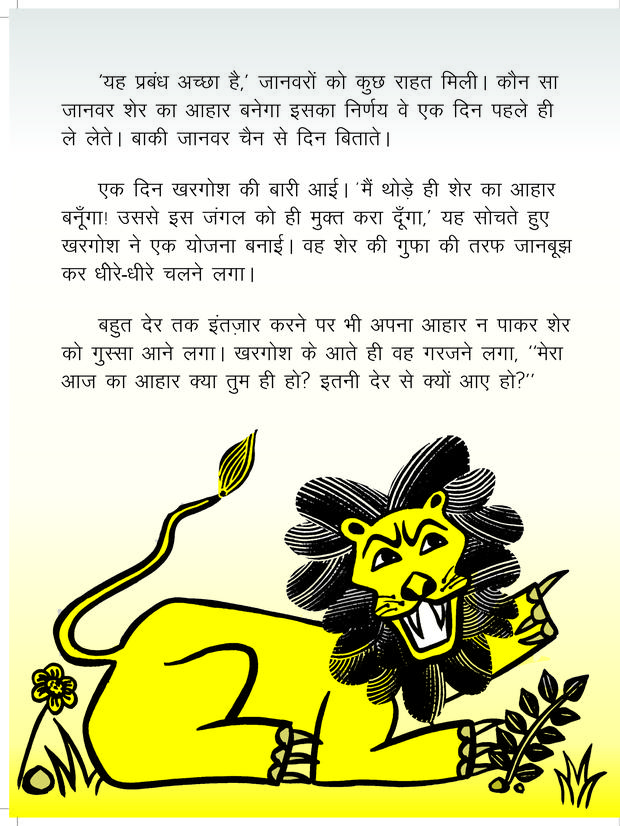 ‘यह प्रबंध अच्छा है,’ जानवरों को कुछ राहत मिली। कौन सा
जानवर शेर का आहार बनेगा इसका निर्णय वे एक दिन पहले ही
ले लेते। बाकी जानवर चैन से दिन बिताते।
एक दिन खरगोश की बारी आई। ‘मैं थोड़े ही शेर का आहार
बनूँगा! उससे इस जंगल को ही मुक्त करा दूँगा,’ यह सोचते हुए
खरगोश ने एक योजना बनाई। वह शेर की गुफा की तरफ जानबूझ
कर धीरे-धीरे चलने लगा।
बहुत देर तक इंतज़ार करने पर भी अपना आहार न पाकर शेर
को गुस्सा आने लगा। खरगोश के आते ही वह गरजने लगा, ‘‘मेरा
आज का आहार क्या तुम ही हो? इतनी देर से क्यों आए हो?’’